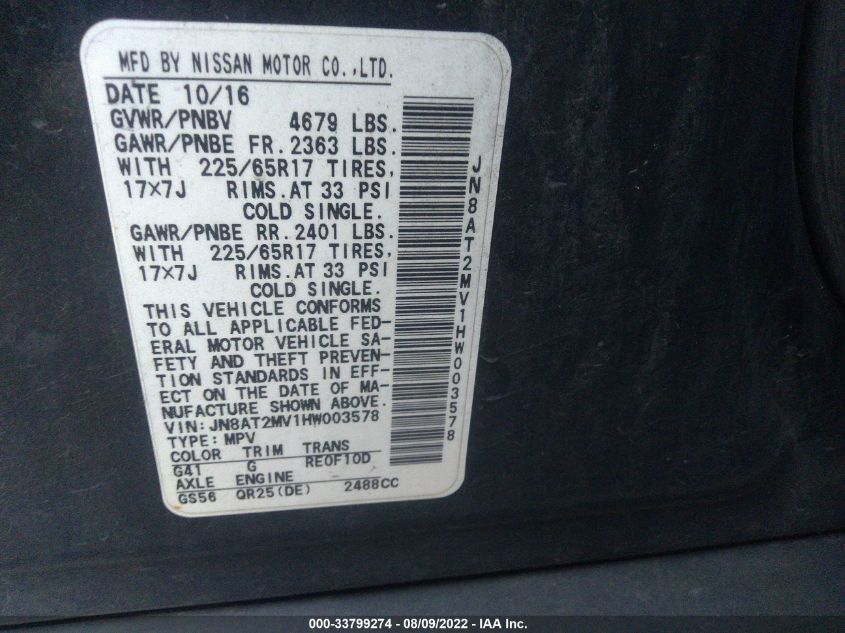 MFD BY NISSAN MOTOR CO.,LTD.
DATE 10/16
GVWR/PNBV 4679 LBS.
GAWR/PNBE FR.2363 LBS.
WITH 225/65R17 TIRES,
17×7J RIMS.AT 33 PSI
COLD SINGLE.
GAWR/PNBE RR.2401 LBS.
WITH 225/65R17 TIRES,
17×7J RIMS.AT 33 PSI
COLD SINGLE.
THIS VEHICLE CONFORMS
TO ALL APPLICABLE FED-
ERAL MOTOR VEHICLE SA-
FETY AND THEFT PREVEN-
TION STANDARDS IN EFF-
ECT ON THE DATE OF MA-
NUFACTURE SHOWN ABOVE.
VIN: JN8AT2MV1HW003578
TYPE: MPV
COLOR TRIM TRANS
G41 G RE0F10D
AXLE ENGINE
GS56 QR25(DE) 2488CC
JN8AT2MV1HW003578
000-33799274 - 08/09/2022 - IAA Inc.